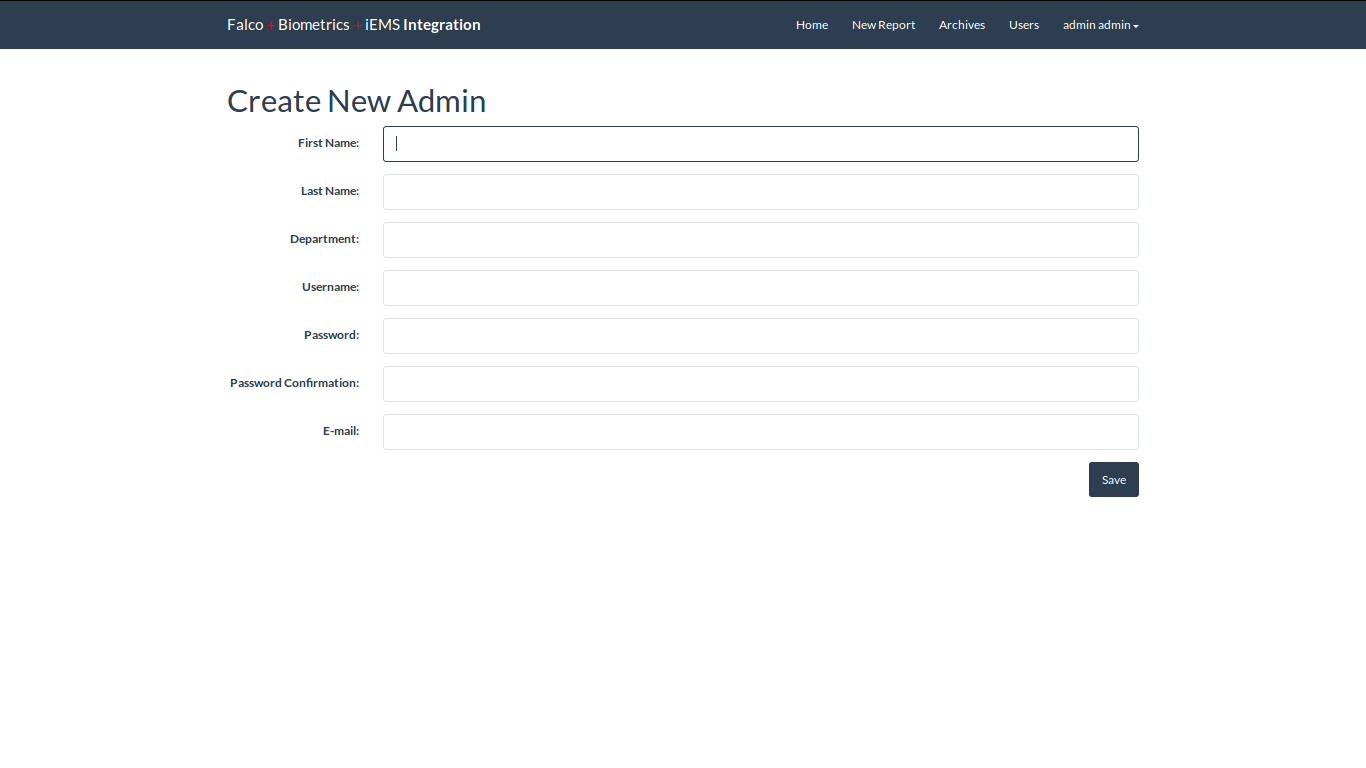 Falco + Biometrics + iEMS Integration
Home New Report Archives Users admin admin
Create New Admin
First Name:
Last Name:
Department:
Username:
Password:
Password Confirmation:
E-mail:
Save